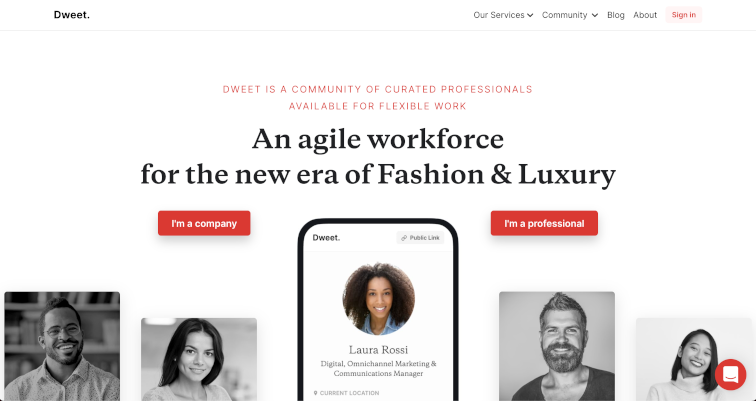 Dweet.
Our Services
Community
Blog
About
Sign in
DWEET IS A COMMUNITY OF CURATED PROFESSIONALS
AVAILABLE FOR FLEXIBLE WORK
An agile workforce
for the new era of Fashion & Luxury
I'm a company
I'm a professional
Dweet.
Public Link
Laura Rossi
Digital, Omnichannel Marketing &
Communications Manager
CURRENT LOCATION